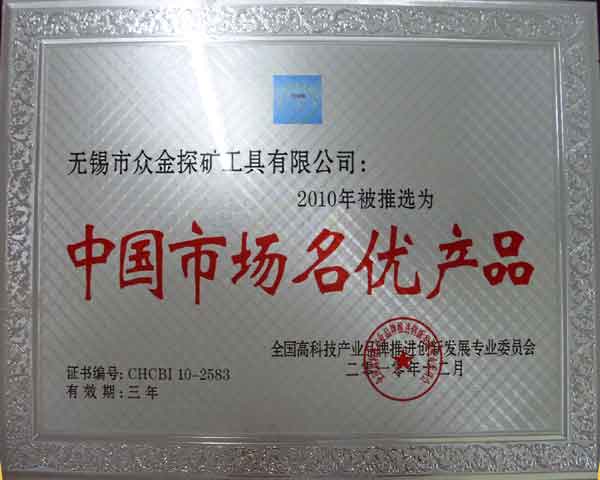 无锡市众金探矿工具有限公司：
2010年被推选为
中国市场名优产品
全国高科技产业品牌推进创新发展专业委员会
二零一零年十二月
证书编号：CHCBI 10-2583
有效期：三年